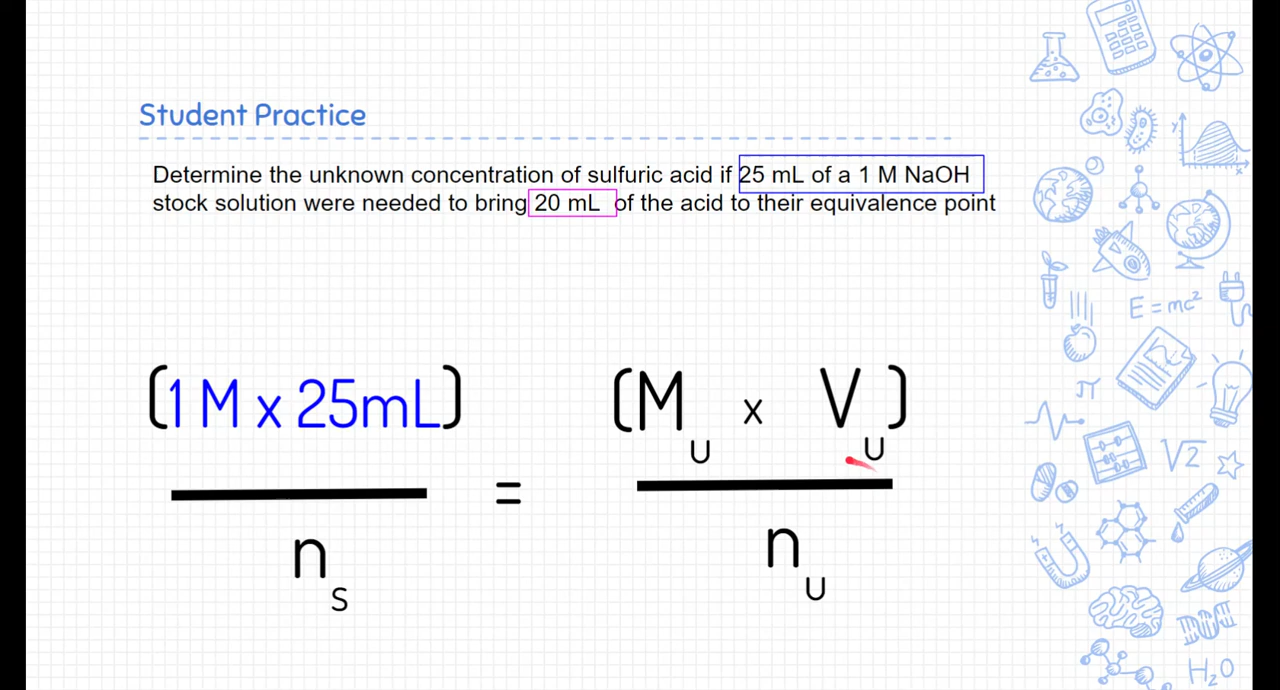 Student Practice
Determine the unknown concentration of sulfuric acid if 25 mL of a 1 M NaOH
stock solution were needed to bring 20 mL of the acid to their equivalence point
(1 M x 25mL)
n
s
=
(M
U
x
V
U
)
n
U
y
x
E = mc²
π
√2
H₂O